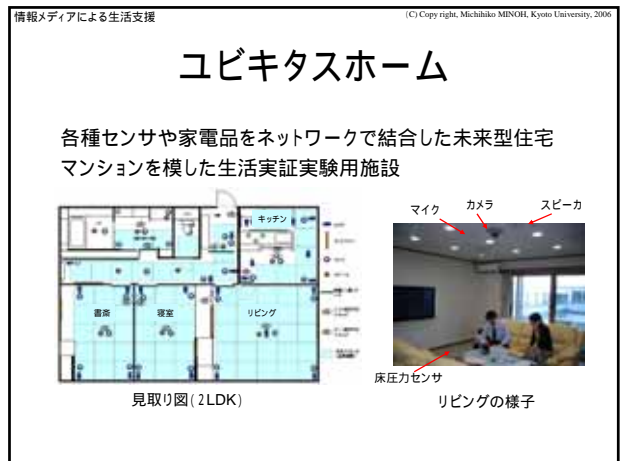 情報メディアによる生活支援
(C) Copy right, Michihiko MINOH, Kyoto University, 2006
ユビキタスホーム
各種センサや家電品をネットワークで結合した未来型住宅
マンションを模した生活実証実験用施設
マイク
カメラ
スピーカ
キッチン
書斎
寝室
リビング
床圧力センサ
見取り図(2LDK)
リビングの様子